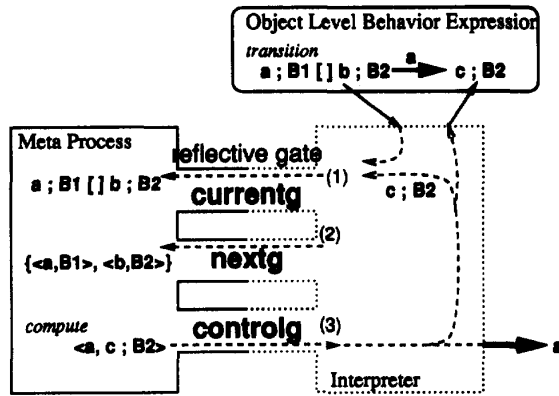 Object Level Behavior Expression
transition
a
a ; B1 [ ] b ; B2 c ; B2
Meta Process
reflective gate
a ; B1 [ ] b ; B2
(1)
currentg
c ; B2
(2)
{<a,B1>, <b,B2>}
nextg
compute
controlg
(3)
<a, c ; B2>
a
Interpreter